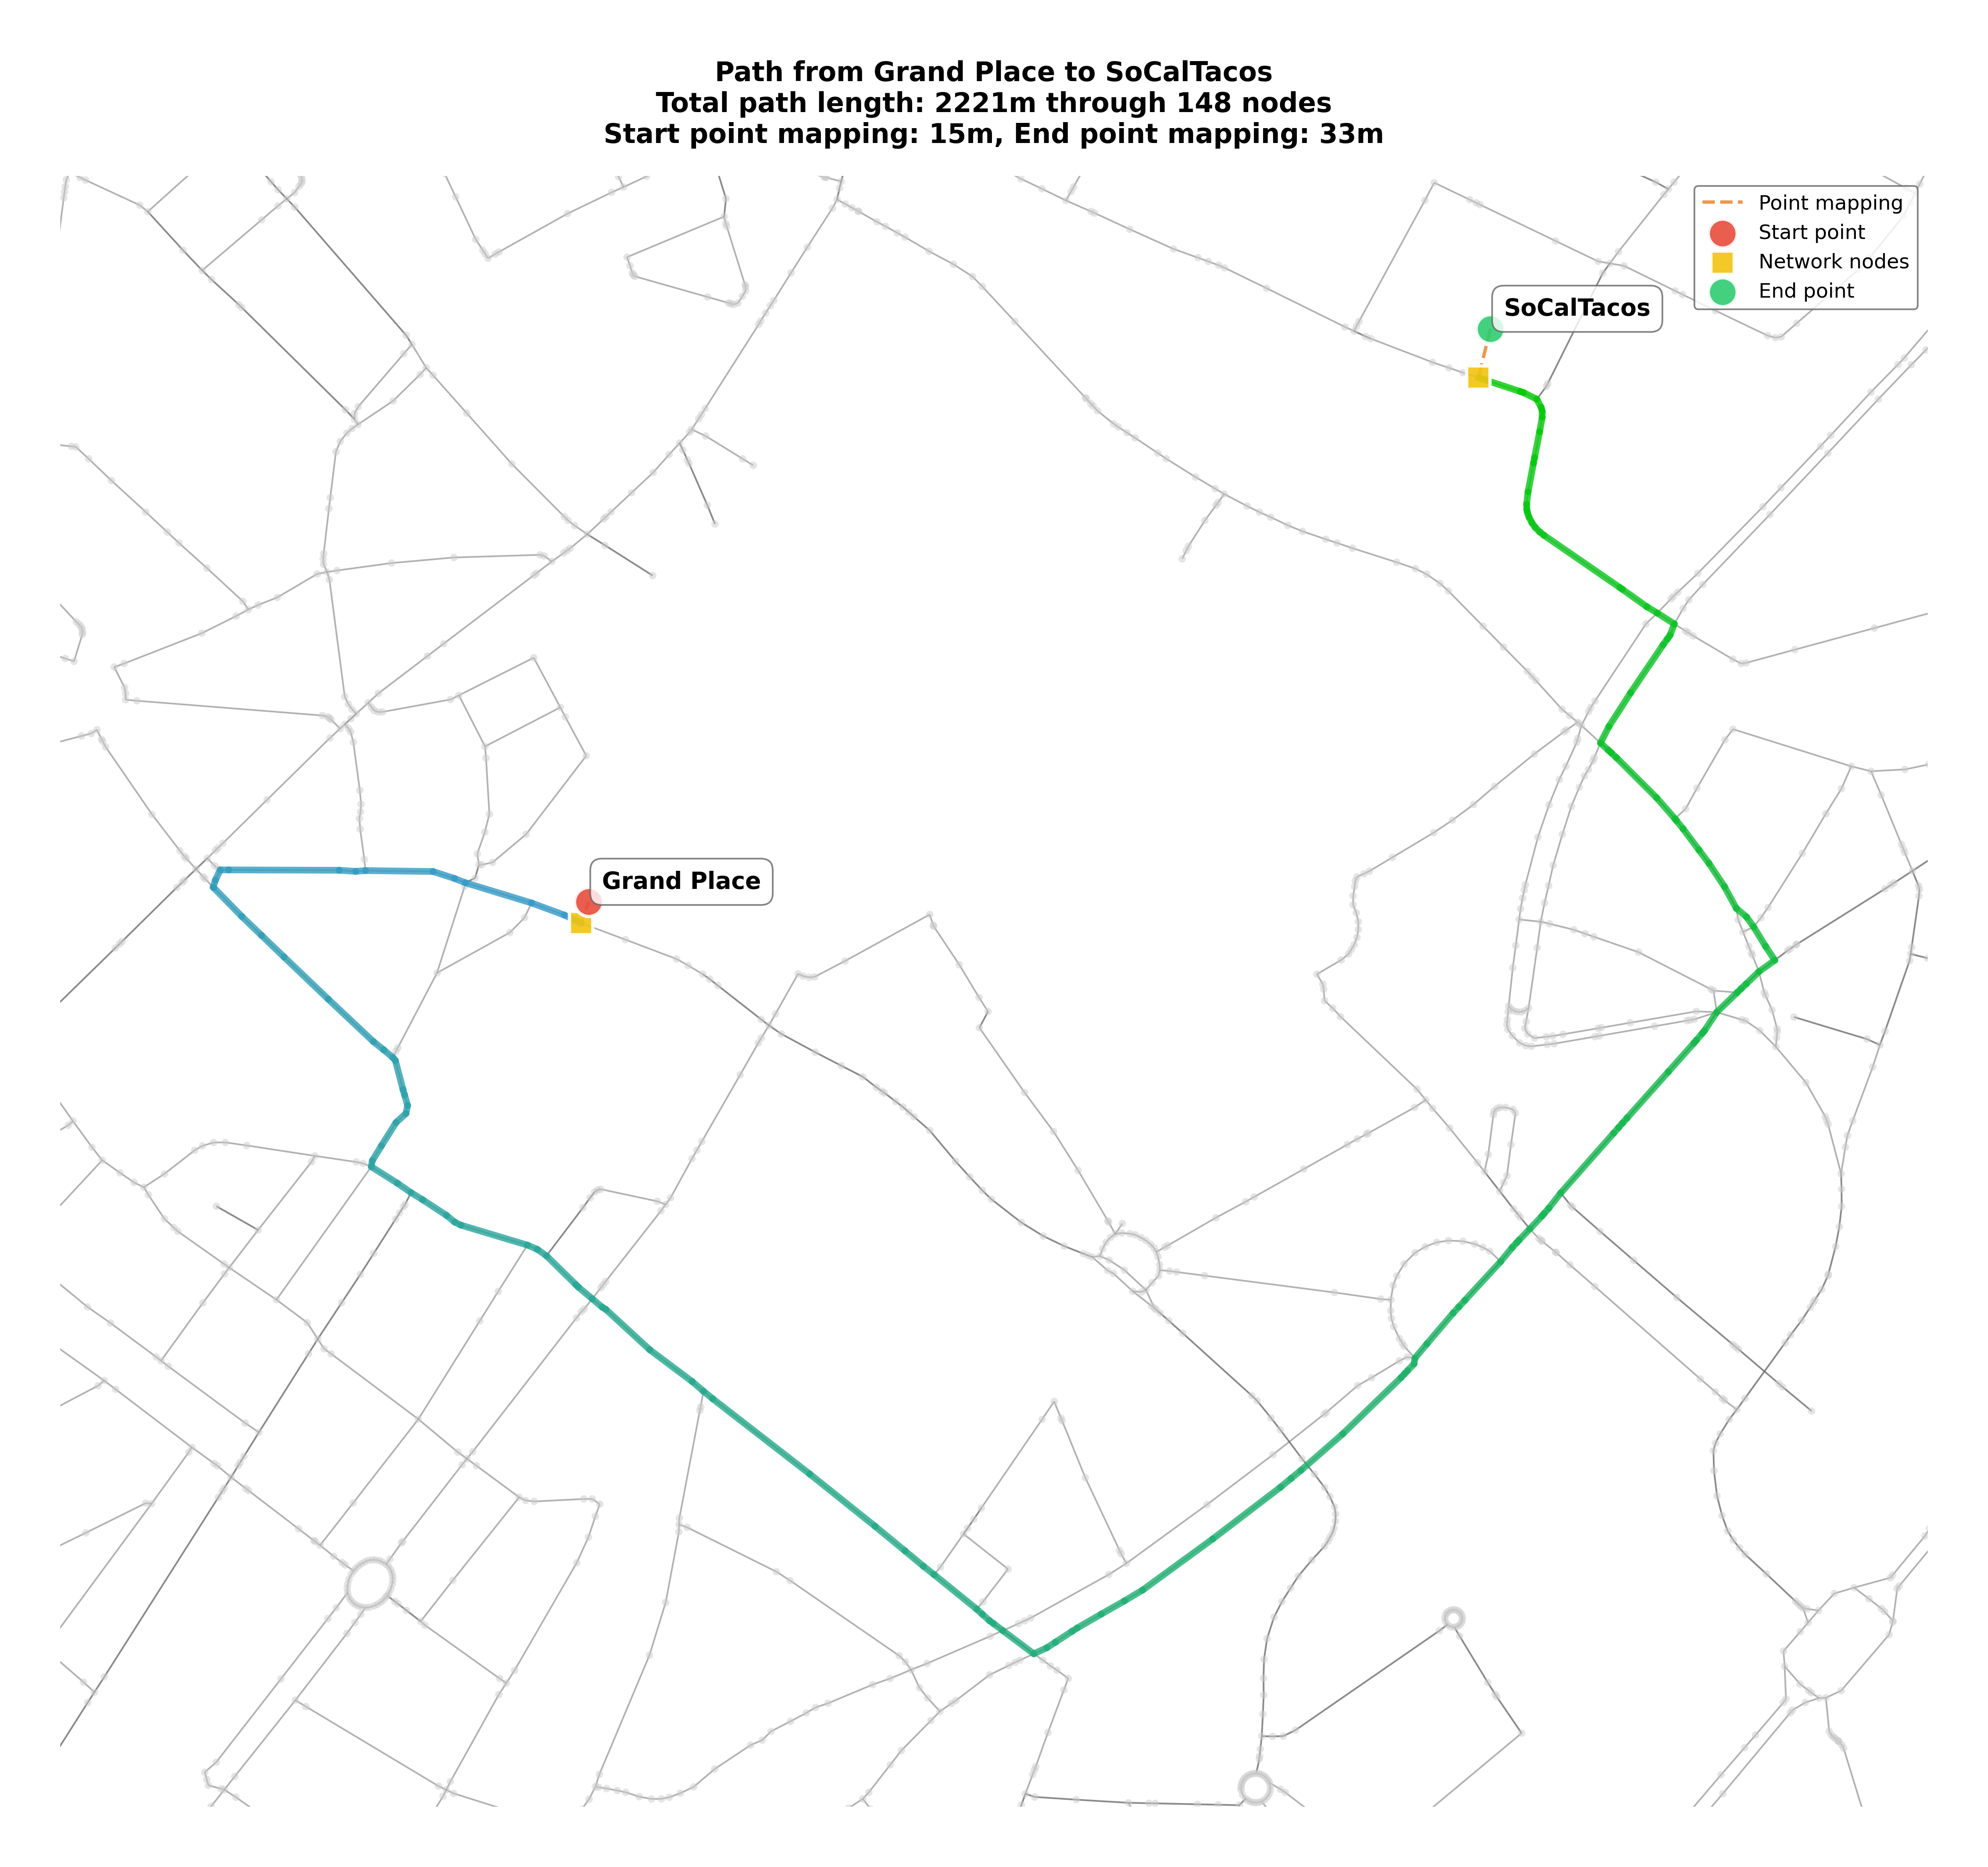 Path from Grand Place to SoCalTacos
Total path length: 2221m through 148 nodes
Start point mapping: 15m, End point mapping: 33m
Point mapping
Start point
Network nodes
End point
SoCalTacos
Grand Place